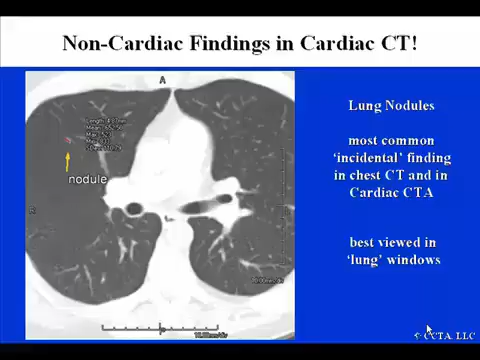 Non-Cardiac Findings in Cardiac CT!
A
nodule
Lung Nodules
most common
‘incidental’ finding
in chest CT and in
Cardiac CTA
best viewed in
‘lung’ windows
© CCTA, LLC